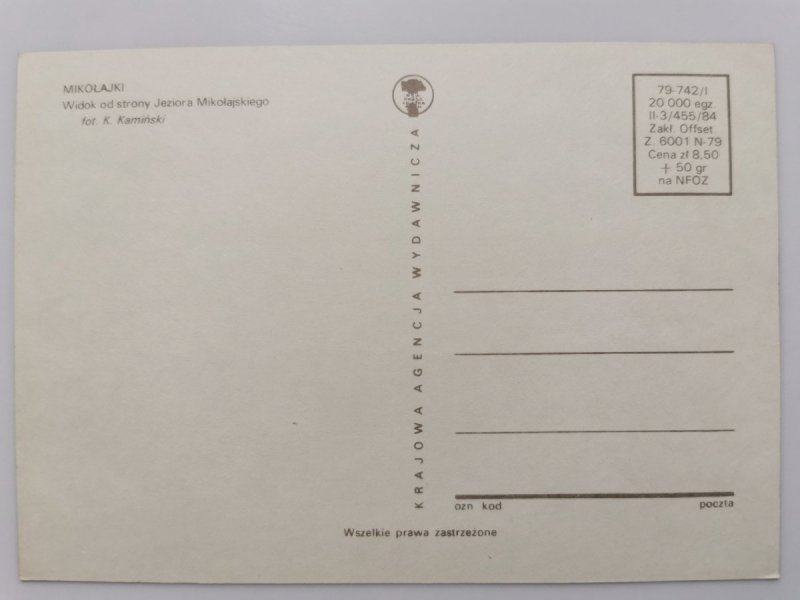 MIKOŁAJKI
Widok od strony Jeziora Mikołajskiego
fot. K. Kamiński
KRAJOWA AGENCJA WYDAWNICZA
79-742/I
20 000 egz.
II-3/455/84
Zakł. Offset.
Z. 6001 N-79
Cena zł 8,50
+ 50 gr
na NFOZ
ozn kod
poczta
Wszelkie prawa zastrzeżone